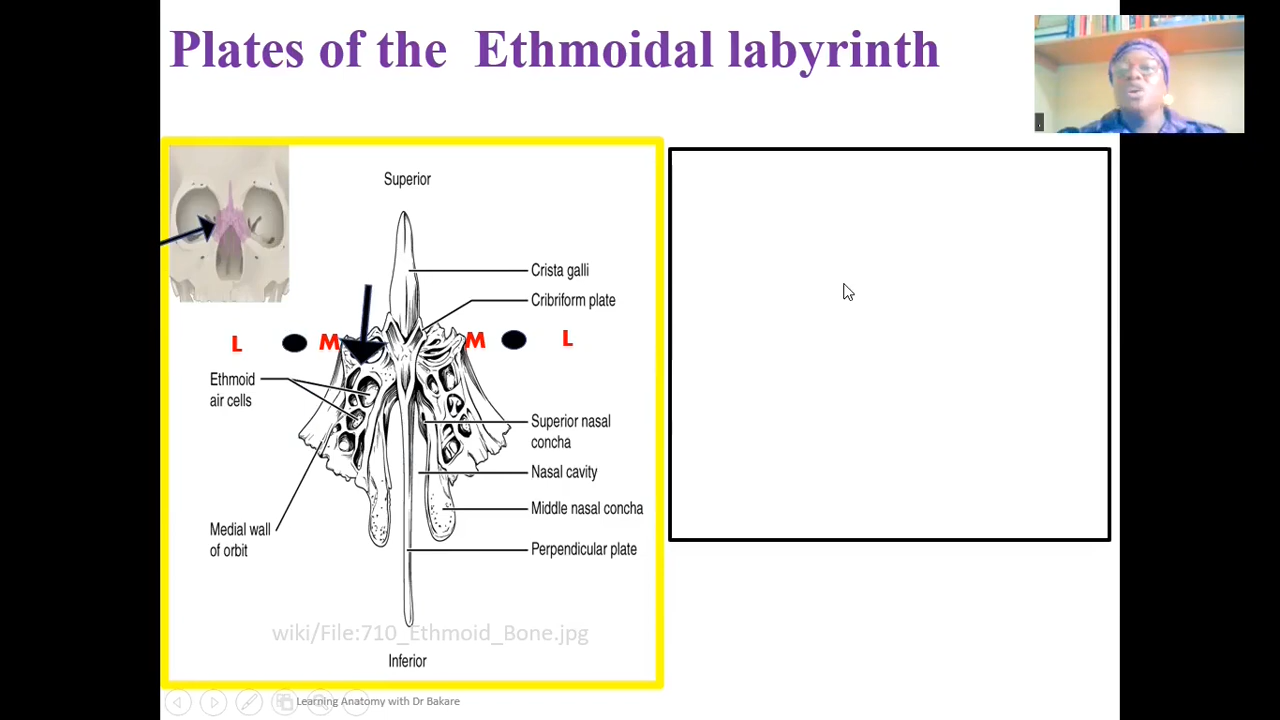 Plates of the Ethmoidal labyrinth
Superior
Crista galli
Cribriform plate
L
M
M
L
Ethmoid
air cells
Superior nasal
concha
Nasal cavity
Middle nasal concha
Medial wall
of orbit
Perpendicular plate
wiki/File:710_Ethmoid_Bone.jpg
Inferior
Learning Anatomy with Dr Bakare